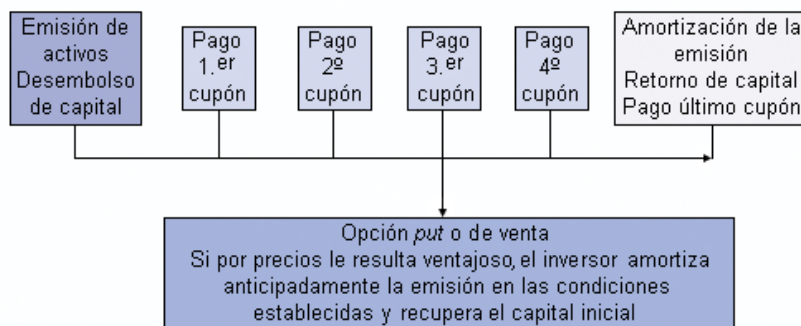 Emisión de
activos
Desembolso
de capital
Pago
1.er
cupón
Pago
2º
cupón
Pago
3.er
cupón
Pago
4º
cupón
Amortización de la
emisión
Retorno de capital
Pago último cupón
Opción put o de venta
Si por precios le resulta ventajoso, el inversor amortiza
anticipadamente la emisión en las condiciones
establecidas y recupera el capital inicial